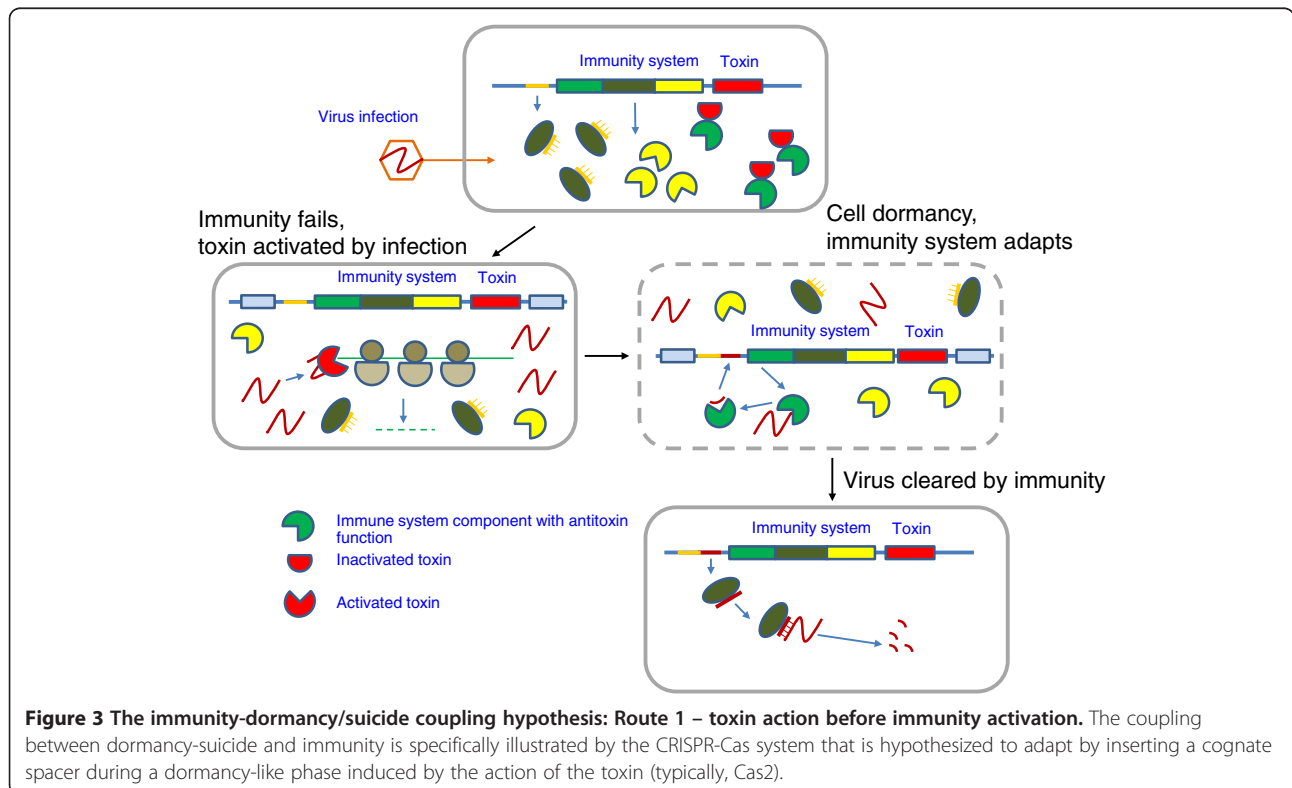 Immunity system Toxin
Virus infection
Immunity fails,
toxin activated by infection
Cell dormancy,
immunity system adapts
Immunity system Toxin
Immunity system Toxin
Virus cleared by immunity
Immune system component with antitoxin
function
Inactivated toxin
Activated toxin
Immunity system Toxin
Figure 3 The immunity-dormancy/suicide coupling hypothesis: Route 1 – toxin action before immunity activation. The coupling
between dormancy-suicide and immunity is specifically illustrated by the CRISPR-Cas system that is hypothesized to adapt by inserting a cognate
spacer during a dormancy-like phase induced by the action of the toxin (typically, Cas2).